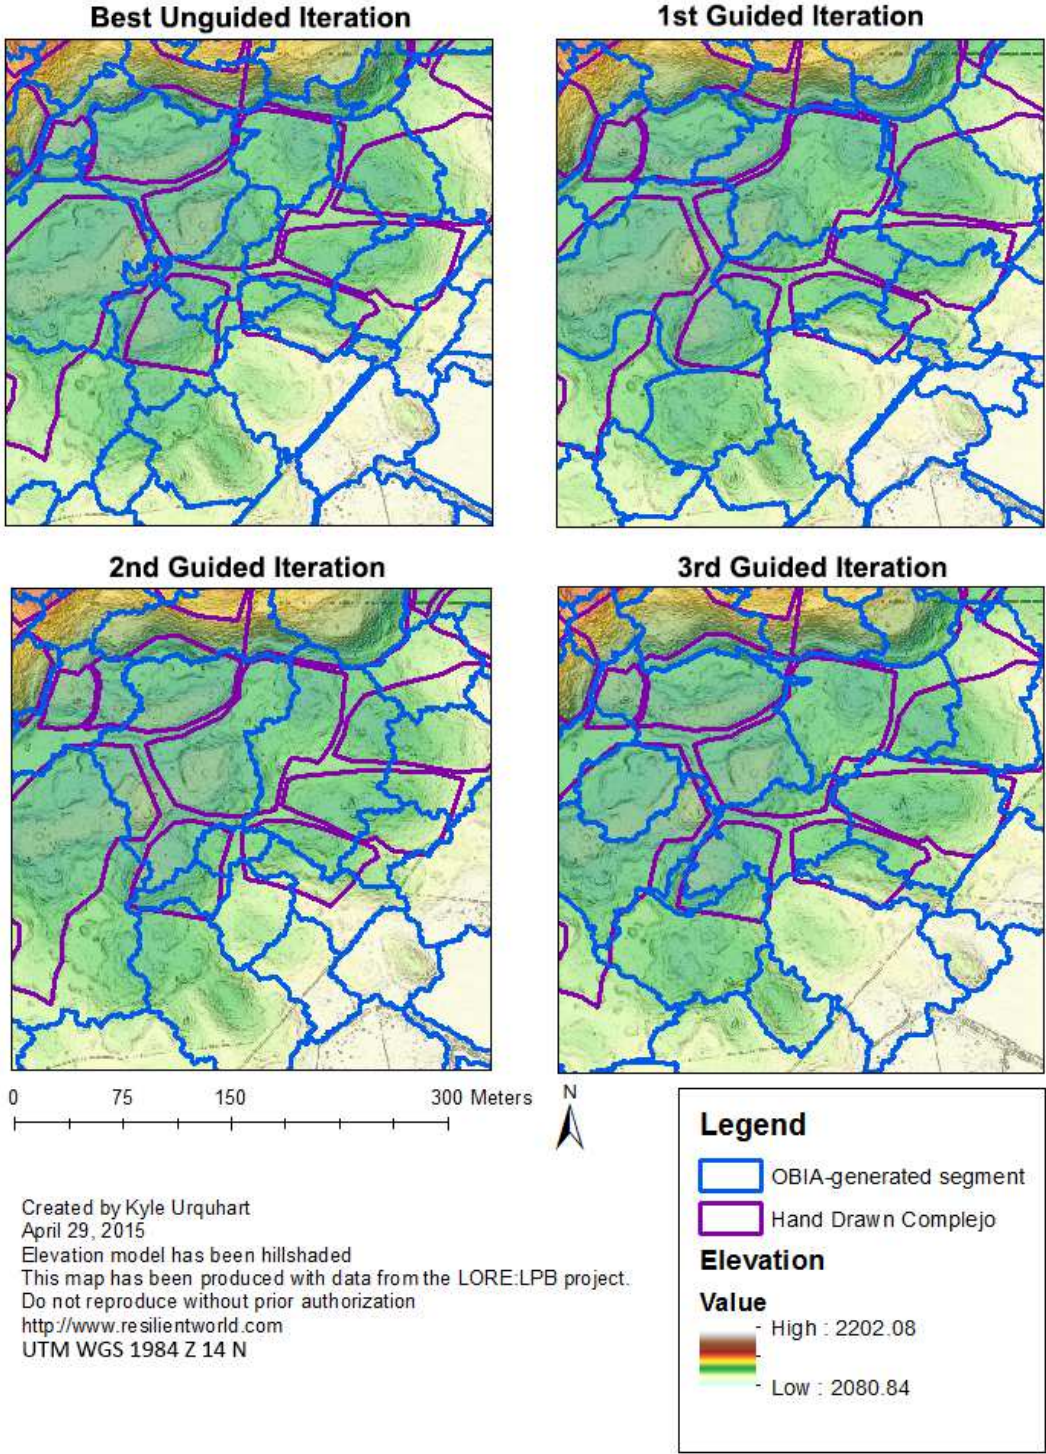 Best Unguided Iteration
1st Guided Iteration
2nd Guided Iteration
3rd Guided Iteration
0 75 150 300 Meters
N
Created by Kyle Urquhart
April 29, 2015
Elevation model has been hillshaded
This map has been produced with data from the LORE:LPB project.
Do not reproduce without prior authorization
http://www.resilientworld.com
UTM WGS 1984 Z 14 N
Legend
OBIA-generated segment
Hand Drawn Complejo
Elevation
Value
High : 2202.08
Low : 2080.84